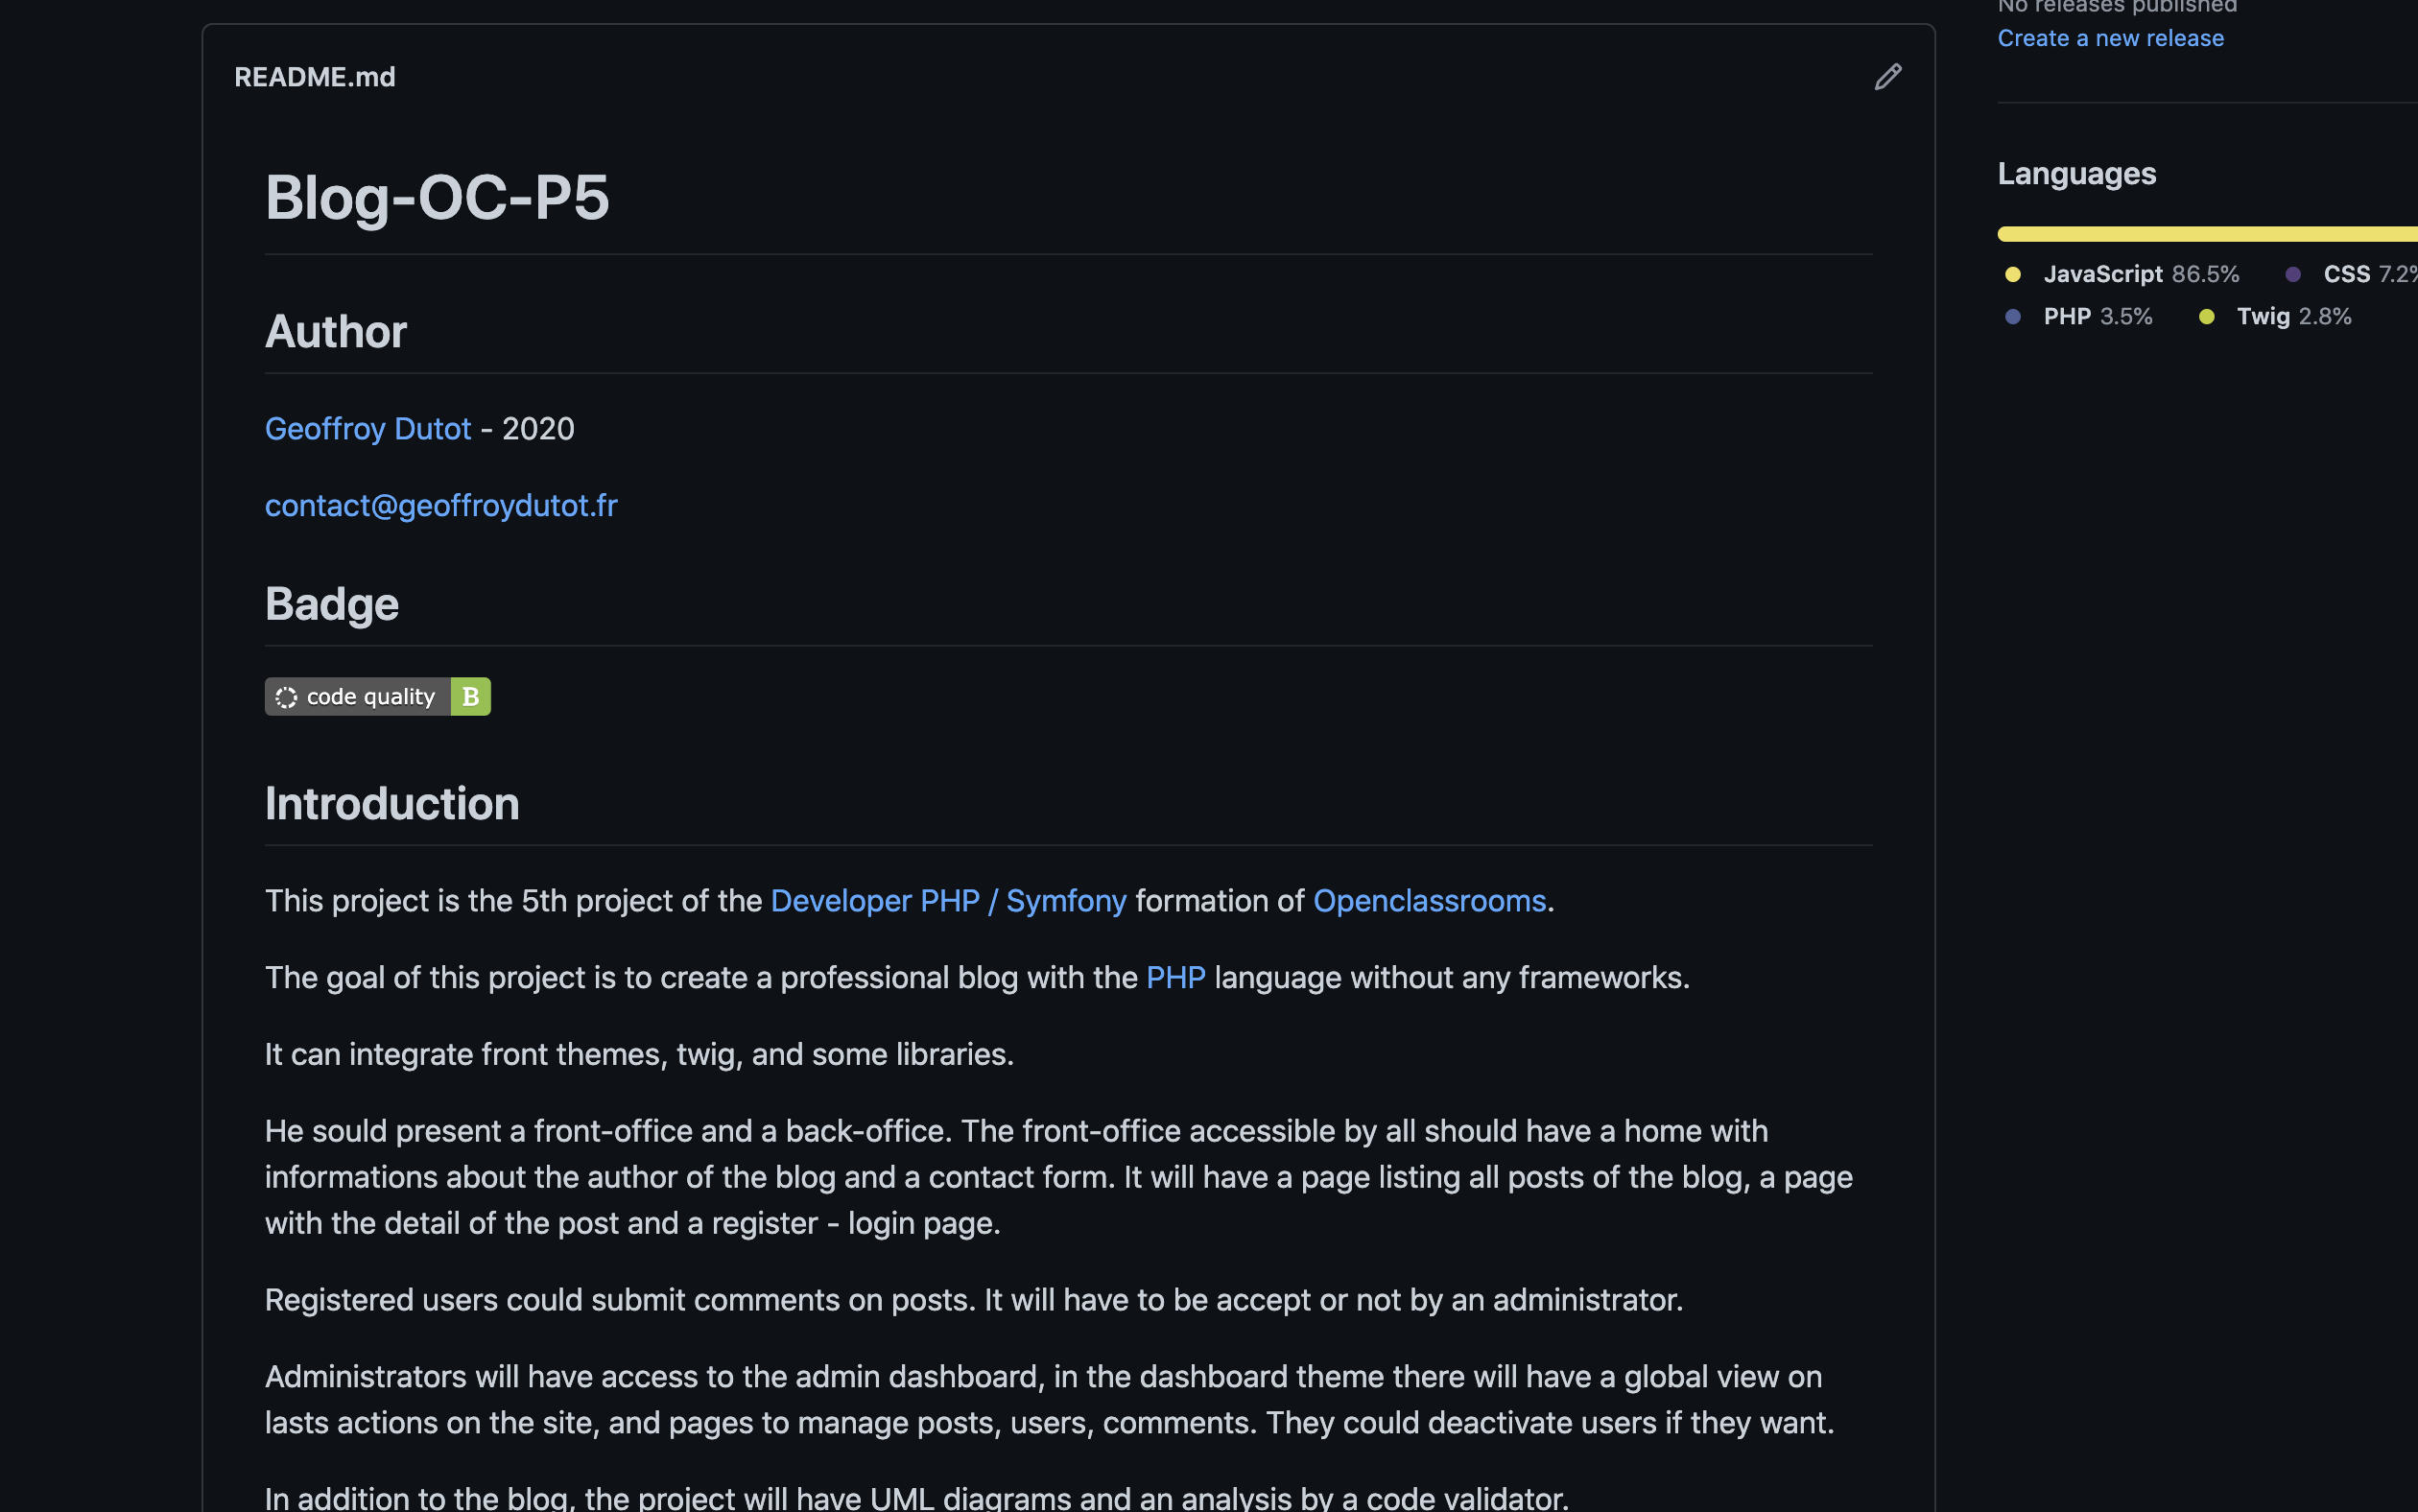 No releases published
Create a new release
README.md
Blog-OC-P5
Author
Geoffroy Dutot - 2020
contact@geoffroydutot.fr
Badge
code quality B
Introduction
This project is the 5th project of the Developer PHP / Symfony formation of Openclassrooms.
The goal of this project is to create a professional blog with the PHP language without any frameworks.
It can integrate front themes, twig, and some libraries.
He sould present a front-office and a back-office. The front-office accessible by all should have a home with
informations about the author of the blog and a contact form. It will have a page listing all posts of the blog, a page
with the detail of the post and a register - login page.
Registered users could submit comments on posts. It will have to be accept or not by an administrator.
Administrators will have access to the admin dashboard, in the dashboard theme there will have a global view on
lasts actions on the site, and pages to manage posts, users, comments. They could deactivate users if they want.
In addition to the blog, the project will have UML diagrams and an analysis by a code validator.
Languages
JavaScript 86.5% CSS 7.2%
PHP 3.5% Twig 2.8%